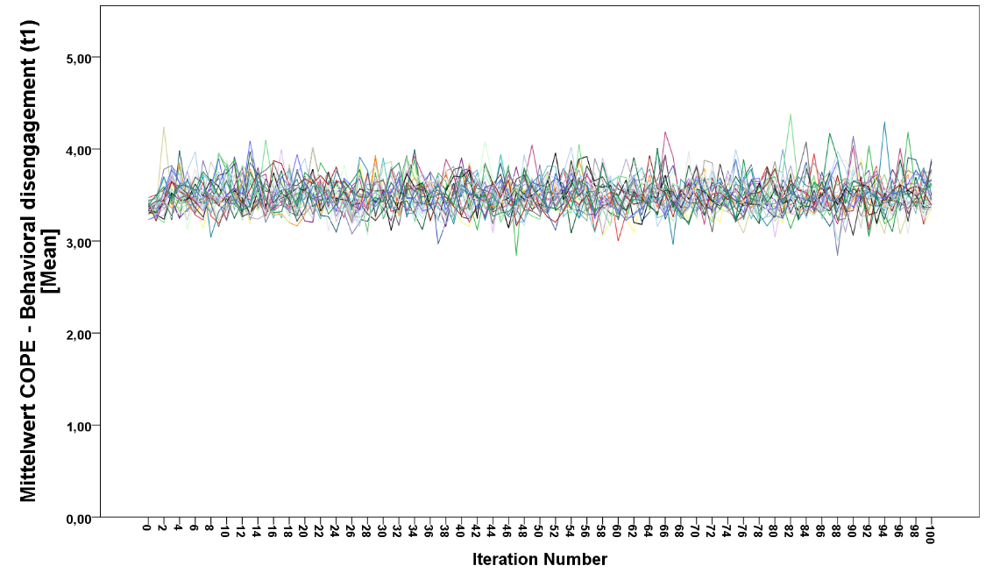 Mittelwert COPE - Behavioral disengagement (t1)
[Mean]
5,00
4,00
3,00
2,00
1,00
0,00
0 2 4 6 8 10 12 14 16 18 20 22 24 26 28 30 32 34 36 38 40 42 44 46 48 50 52 54 56 58 60 62 64 66 68 70 72 74 76 78 80 82 84 86 88 90 92 94 96 98 100
Iteration Number